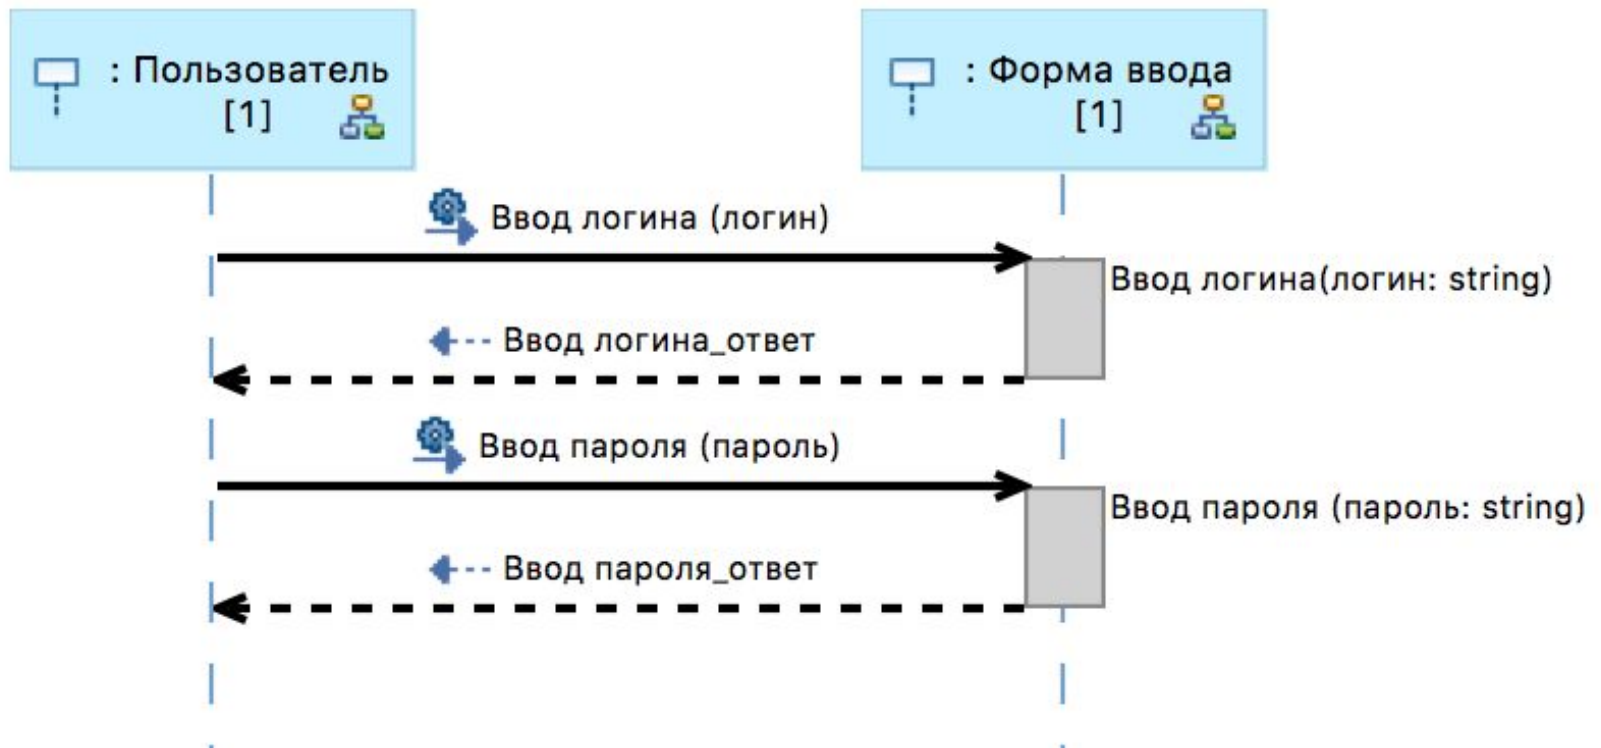 : Пользователь
[1]
: Форма ввода
[1]
Ввод логина (логин)
Ввод логина(логин: string)
Ввод логина_ответ
Ввод пароля (пароль)
Ввод пароля (пароль: string)
Ввод пароля_ответ